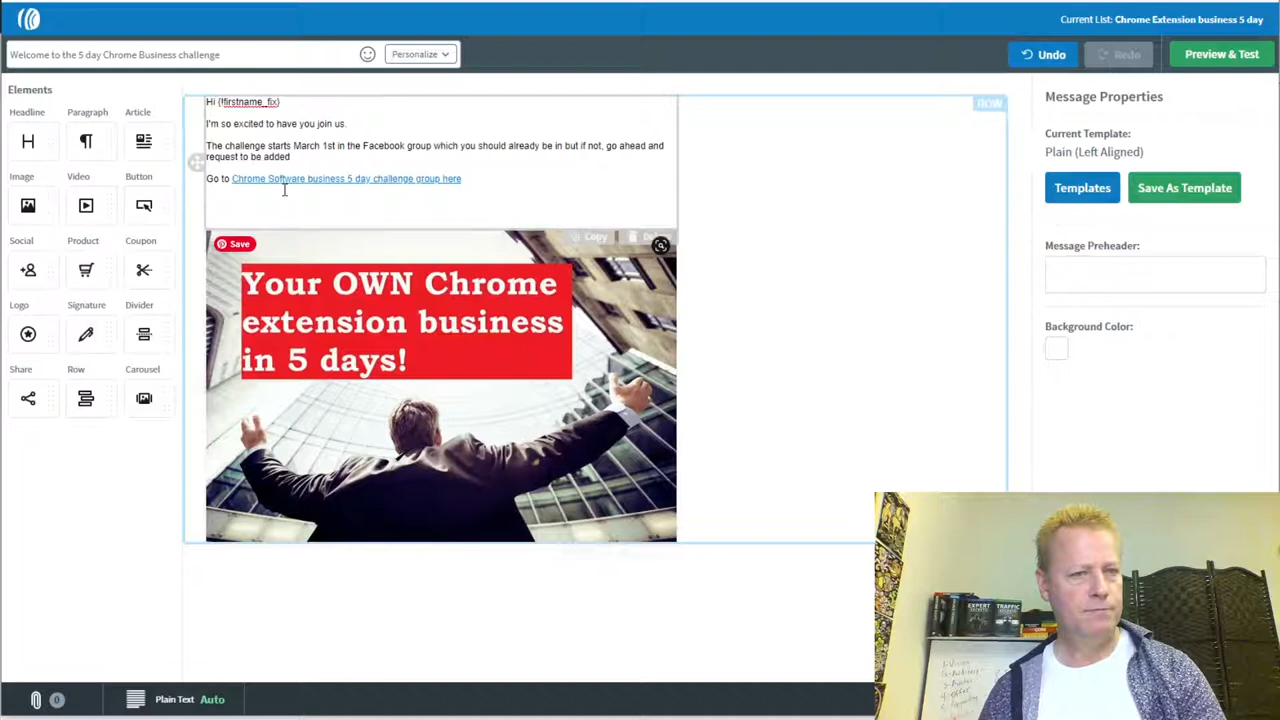 Current List: Chrome Extension business 5 day
Welcome to the 5 day Chrome Business challenge
Personalize
Undo
Redo
Preview & Test
Elements
Headline Paragraph Article
Image Video Button
Social Product Coupon
Logo Signature Divider
Share Row Carousel
Hi {!firstname_fix}
I'm so excited to have you join us.
The challenge starts March 1st in the Facebook group which you should already be in but if not, go ahead and
request to be added
Go to Chrome Software business 5 day challenge group here
ROW
Copy
Save
Your OWN Chrome
extension business
in 5 days!
Message Properties
Current Template:
Plain (Left Aligned)
Templates
Save As Template
Message Preheader:
Background Color:
EXPERT
SECRETS
TRAFFIC
SECRETS
0
Plain Text Auto